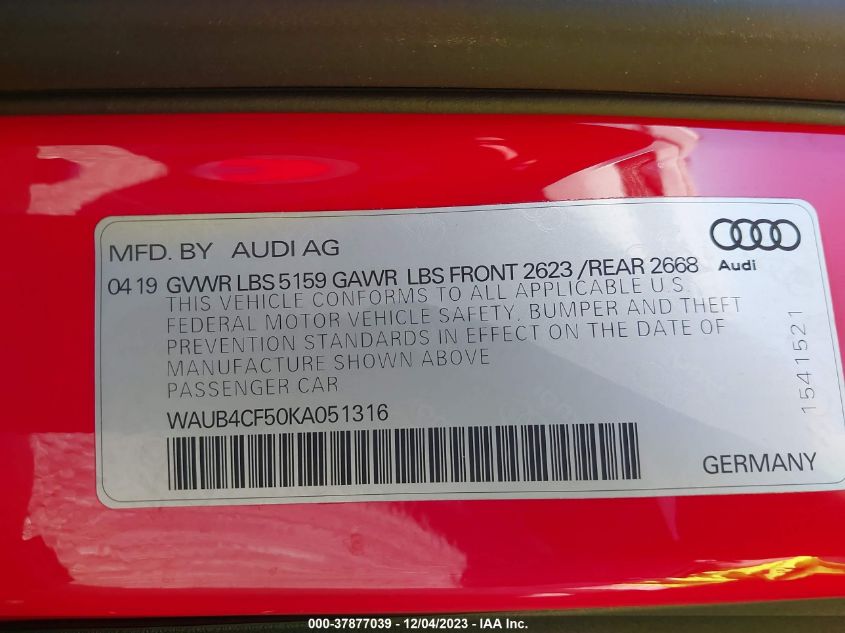 MFD. BY AUDI AG
Audi
04 19 GVWR LBS 5159 GAWR LBS FRONT 2623 /REAR 2668
THIS VEHICLE CONFORMS TO ALL APPLICABLE U.S.
FEDERAL MOTOR VEHICLE SAFETY, BUMPER AND THEFT
PREVENTION STANDARDS IN EFFECT ON THE DATE OF
MANUFACTURE SHOWN ABOVE
PASSENGER CAR
WAUB4CF50KA051316
1541521
GERMANY
000-37877039 - 12/04/2023 - IAA Inc.